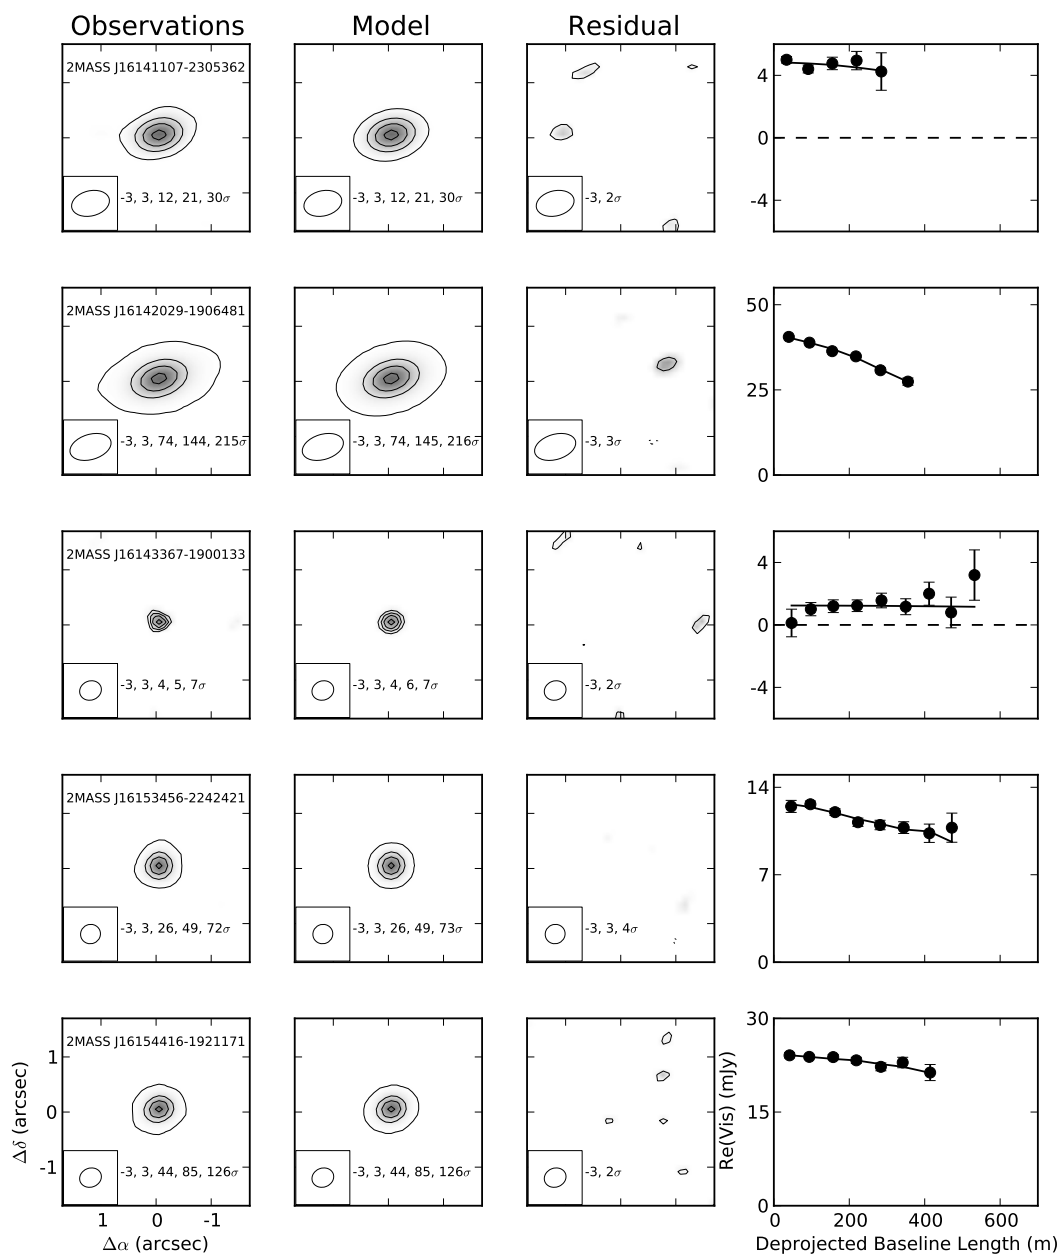 Observations Model Residual
2MASS J16141107-2305362
4
0
-4
-3, 3, 12, 21, 30σ
-3, 3, 12, 21, 30σ
-3, 2σ
2MASS J16142029-1906481
50
25
0
-3, 3, 74, 144, 215σ
-3, 3, 74, 145, 216σ
-3, 3σ
2MASS J16143367-1900133
4
0
-4
-3, 3, 4, 5, 7σ
-3, 3, 4, 6, 7σ
-3, 2σ
2MASS J16153456-2242421
14
7
0
-3, 3, 26, 49, 72σ
-3, 3, 26, 49, 73σ
-3, 3, 4σ
2MASS J16154416-1921171
1
0
-1
Δδ (arcsec)
-3, 3, 44, 85, 126σ
-3, 3, 44, 85, 126σ
-3, 2σ
30
15
0
Re(Vis) (mJy)
1 0 -1
Δα (arcsec)
0 200 400 600
Deprojected Baseline Length (m)